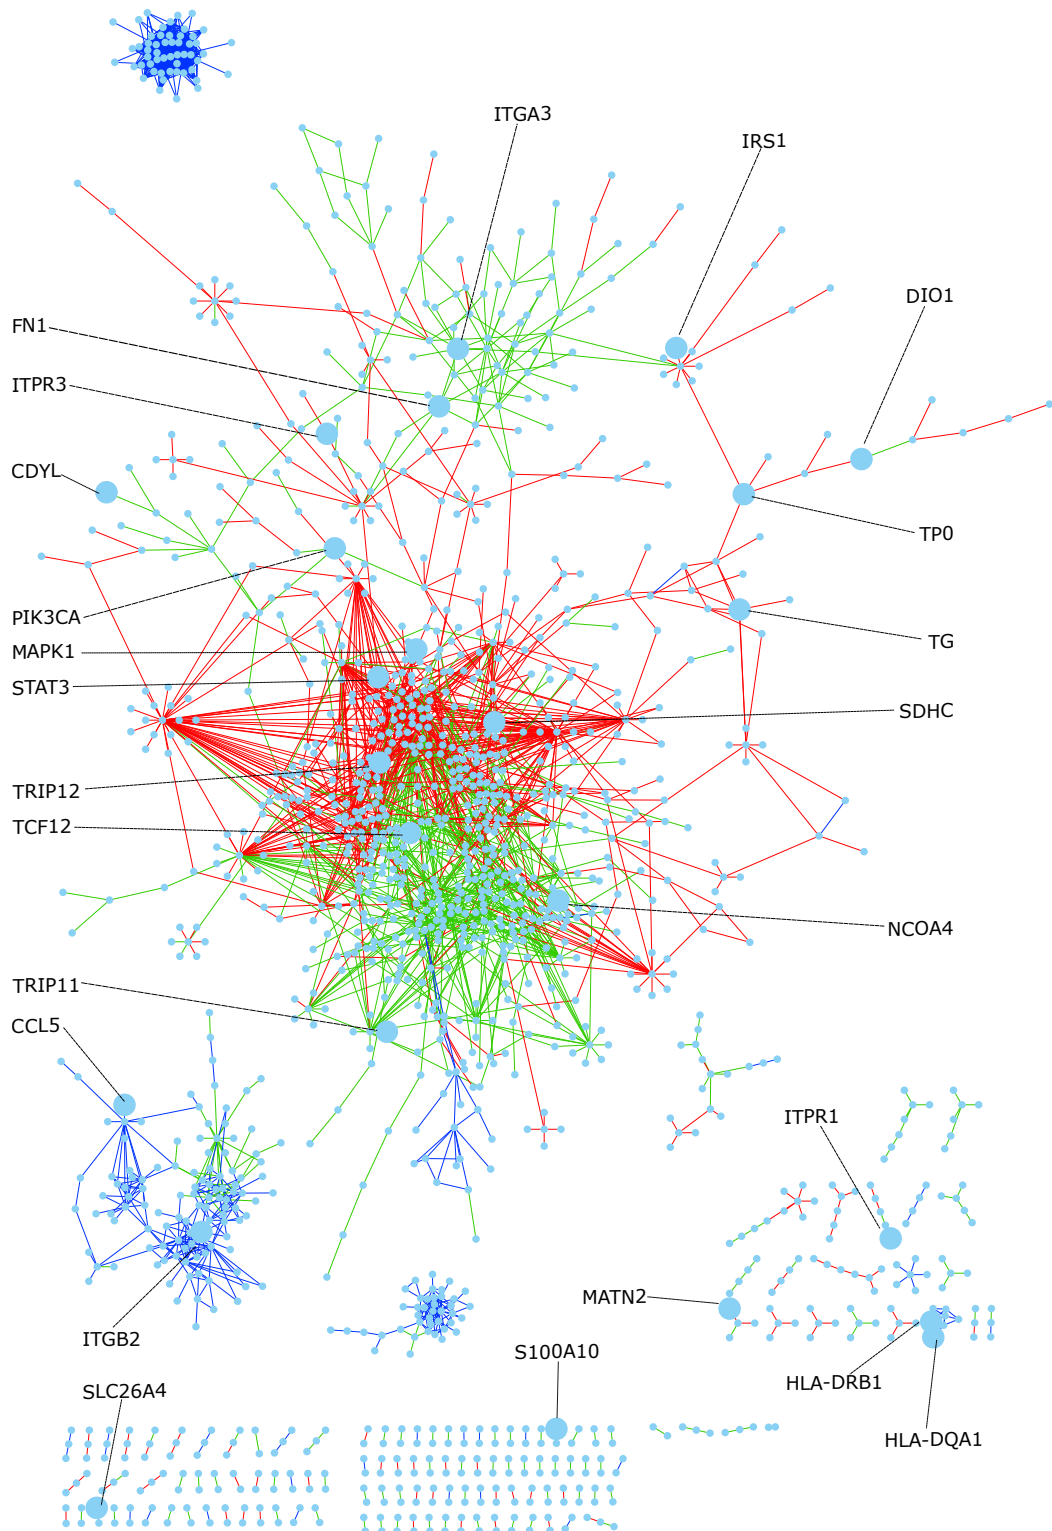 ITGA3
IRS1
DIO1
FN1
ITPR3
CDYL
TP0
PIK3CA
TG
MAPK1
STAT3
SDHC
TRIP12
TCF12
NCOA4
TRIP11
CCL5
ITPR1
MATN2
ITGB2
S100A10
HLA-DRB1
SLC26A4
HLA-DQA1